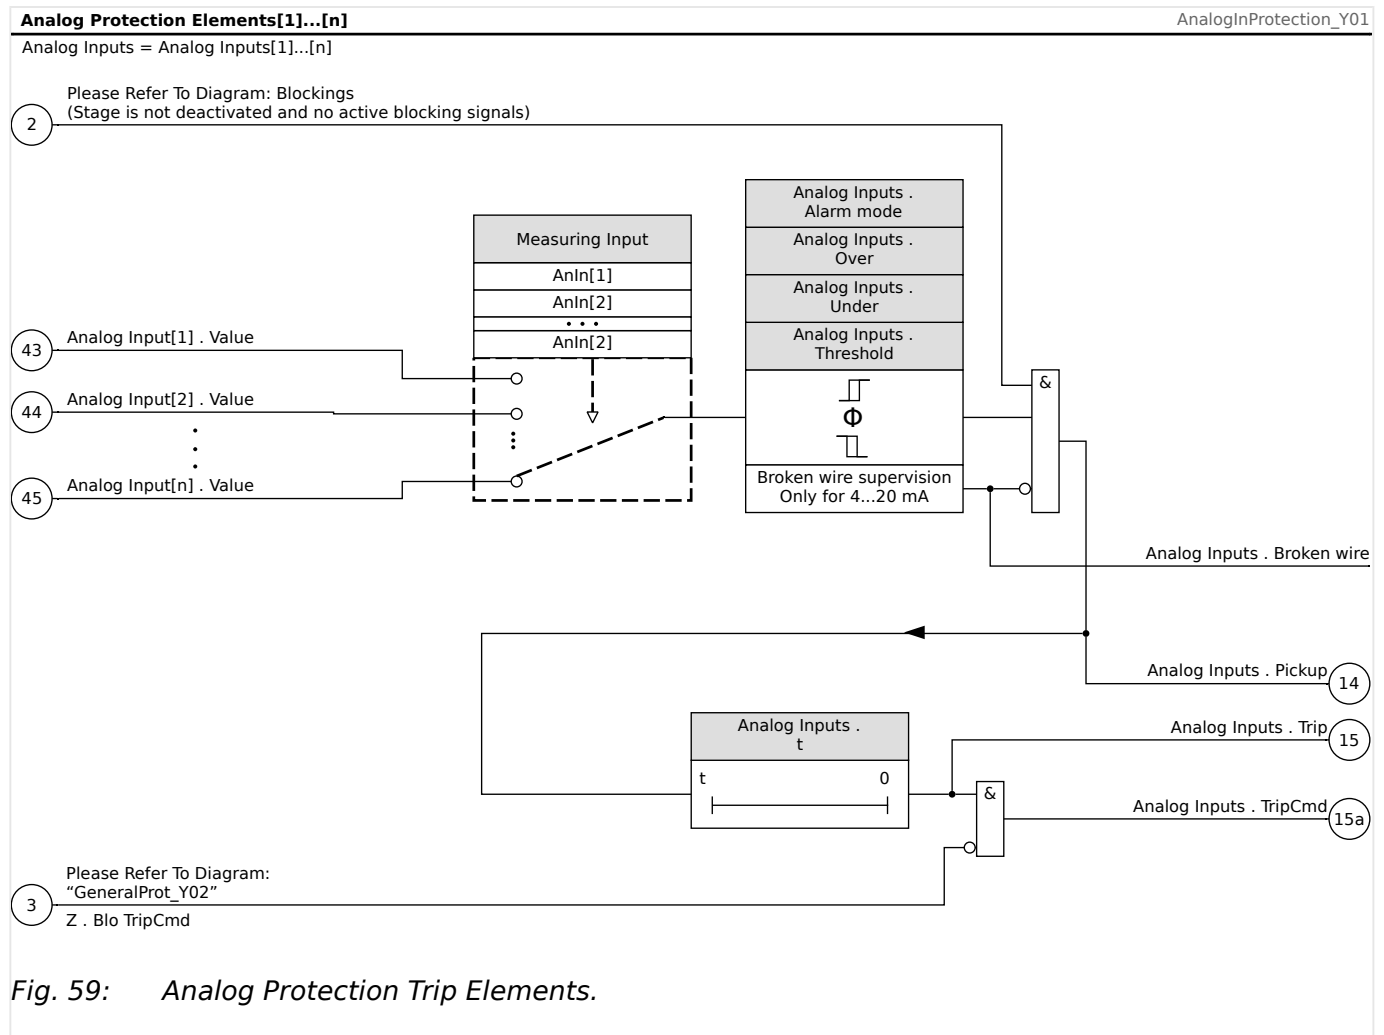 Analog Protection Elements[1]...[n]
AnalogInProtection_Y01
Analog Inputs = Analog Inputs[1]...[n]
Please Refer To Diagram: Blockings
(Stage is not deactivated and no active blocking signals)
2
Analog Inputs .
Alarm mode
Analog Inputs .
Over
Analog Inputs .
Under
Analog Inputs .
Threshold
Φ
Broken wire supervision
Only for 4...20 mA
Measuring Input
AnIn[1]
AnIn[2]
• • •
AnIn[2]
43
Analog Input[1] . Value
44
Analog Input[2] . Value
45
Analog Input[n] . Value
&
Analog Inputs . Broken wire
Analog Inputs . Pickup
14
Analog Inputs .
t
t 0
Analog Inputs . Trip
15
&
Analog Inputs . TripCmd
15a
Please Refer To Diagram:
“GeneralProt_Y02”
3
Z . Blo TripCmd
Fig. 59: Analog Protection Trip Elements.